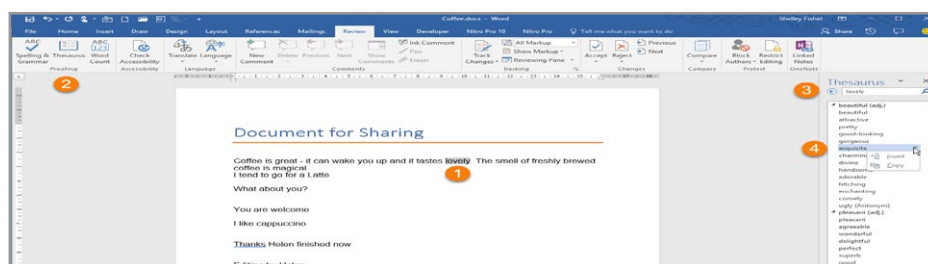 Coffee.docx - Word
Shelley Fishel
File Home Insert Draw Design Layout References Mailings Review View Developer Nitro Pro 10 Nitro Pro Tell me what you want to do
Share
Spelling & Grammar Thesaurus Word Count Check Accessibility Translate Language New Comment Delete Previous Next Show Comments Ink Comment Pen Eraser Track Changes All Markup Show Markup Reviewing Pane Accept Reject Previous Next Compare Block Authors Restrict Editing Linked Notes
Proofing Accessibility Language Comments Tracking Changes Compare Protect OneNote
2
Thesaurus
3
lovely
Document for Sharing
Coffee is great - it can wake you up and it tastes lovely. The smell of freshly brewed
coffee is magical.
1
I tend to go for a Latte
What about you?
You are welcome
I like cappuccino
Thanks Helen finished now
beautiful (adj.)
beautiful
attractive
pretty
good-looking
gorgeous
4
exquisite
charming
Insert
divine
Copy
handsome
adorable
fetching
enchanting
comely
ugly (Antonym)
pleasant (adj.)
pleasant
agreeable
wonderful
delightful
perfect
superb
good